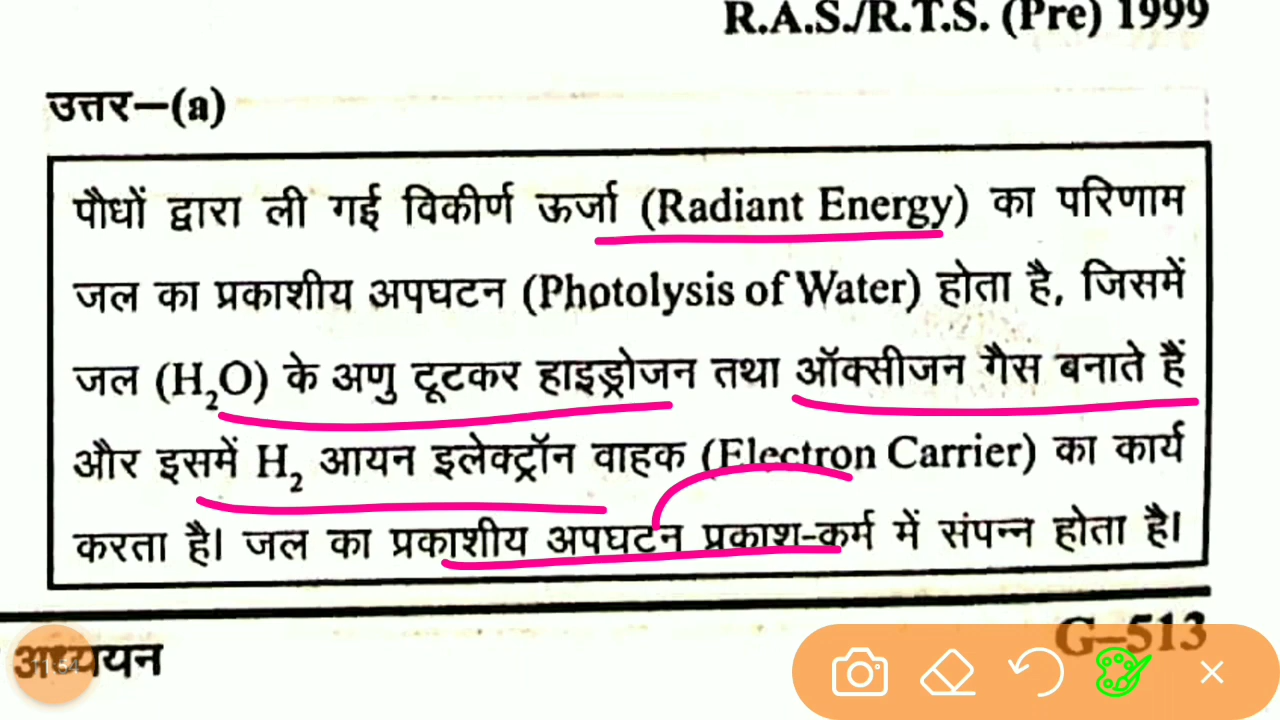 R.A.S./R.T.S. (Pre) 1999
उत्तर–(a)
पौधों द्वारा ली गई विकीर्ण ऊर्जा (Radiant Energy) का परिणाम
जल का प्रकाशीय अपघटन (Photolysis of Water) होता है, जिसमें
जल (H₂O) के अणु टूटकर हाइड्रोजन तथा ऑक्सीजन गैस बनाते हैं
और इसमें H₂ आयन इलेक्ट्रॉन वाहक (Electron Carrier) का कार्य
करता है। जल का प्रकाशीय अपघटन प्रकाश-कर्म में संपन्न होता है।
G–513
अध्ययन